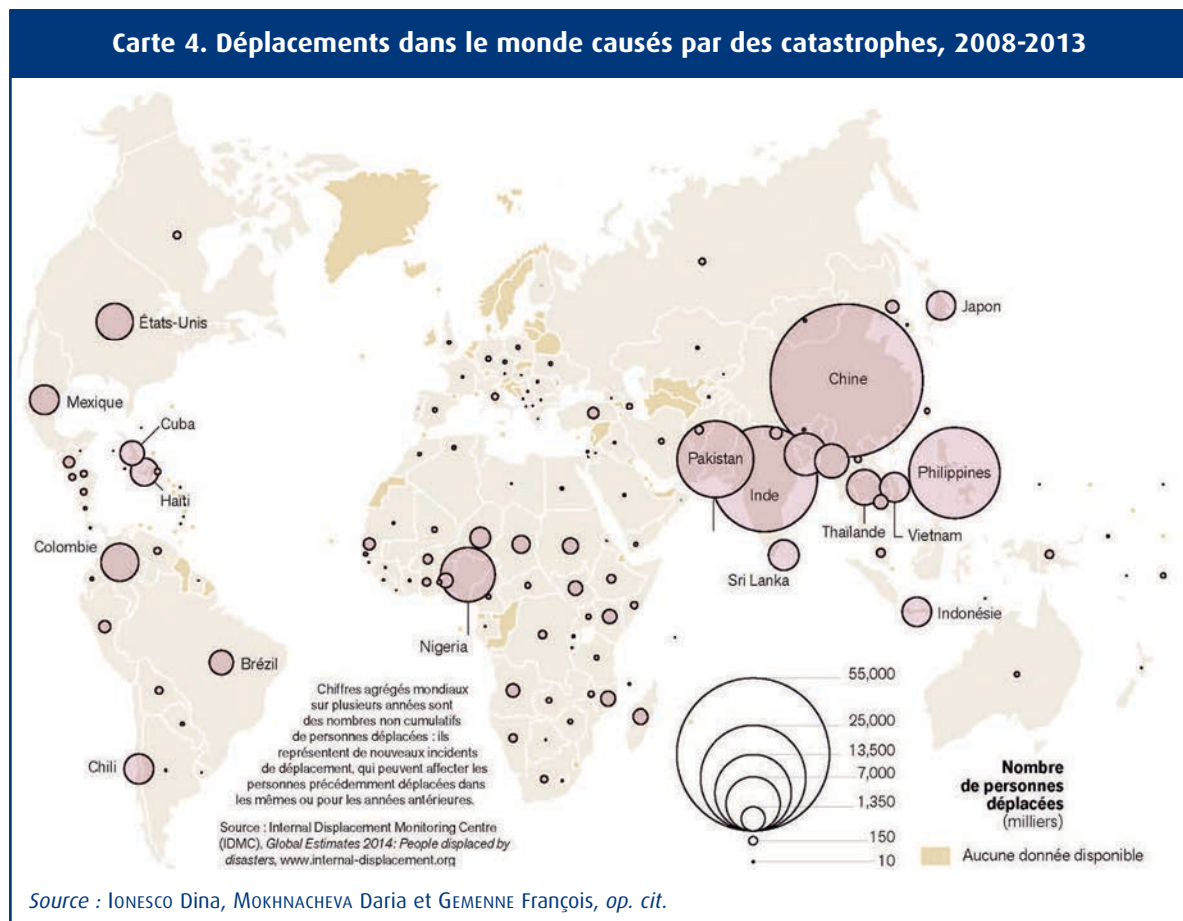 Carte 4. Déplacements dans le monde causés par des catastrophes, 2008-2013
États-Unis
Mexique
Cuba
Haïti
Colombie
Brézil
Chili
Nigeria
Japon
Chine
Pakistan
Inde
Philippines
Thaïlande
Vietnam
Sri Lanka
Indonésie
Chiffres agrégés mondiaux
sur plusieurs années sont
des nombres non cumulatifs
de personnes déplacées : ils
représentent de nouveaux incidents
de déplacement, qui peuvent affecter les
personnes précédemment déplacées dans
les mêmes ou pour les années antérieures.
Source : Internal Displacement Monitoring Centre
(IDMC), Global Estimates 2014: People displaced by
disasters, www.internal-displacement.org
55,000
25,000
13,500
7,000
1,350
150
10
Nombre
de personnes
déplacées
(milliers)
Aucune donnée disponible
Source : IONESCO Dina, MOKHNACHEVA Daria et GEMENNE François, op. cit.